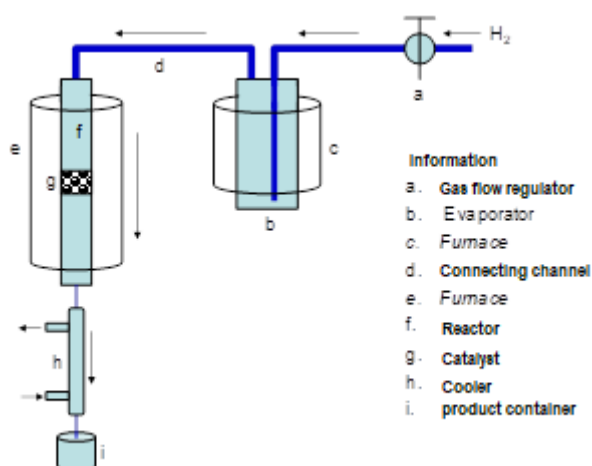 H₂
d
a
e
f
c
g
b
h
i
Information
a. Gas flow regulator
b. Evaporator
c. Furnace
d. Connecting channel
e. Furnace
f. Reactor
g. Catalyst
h. Cooler
i. product container